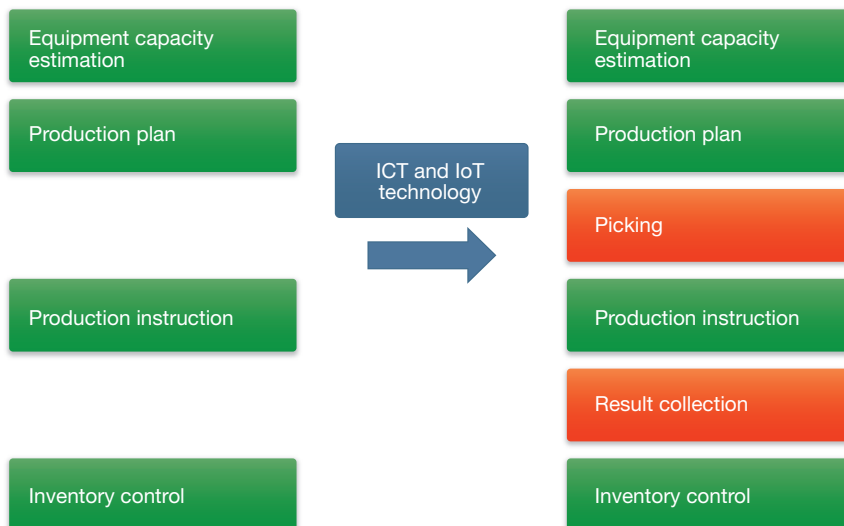 Equipment capacity
estimation
Production plan
Production instruction
Inventory control
ICT and IoT
technology
Equipment capacity
estimation
Production plan
Picking
Production instruction
Result collection
Inventory control